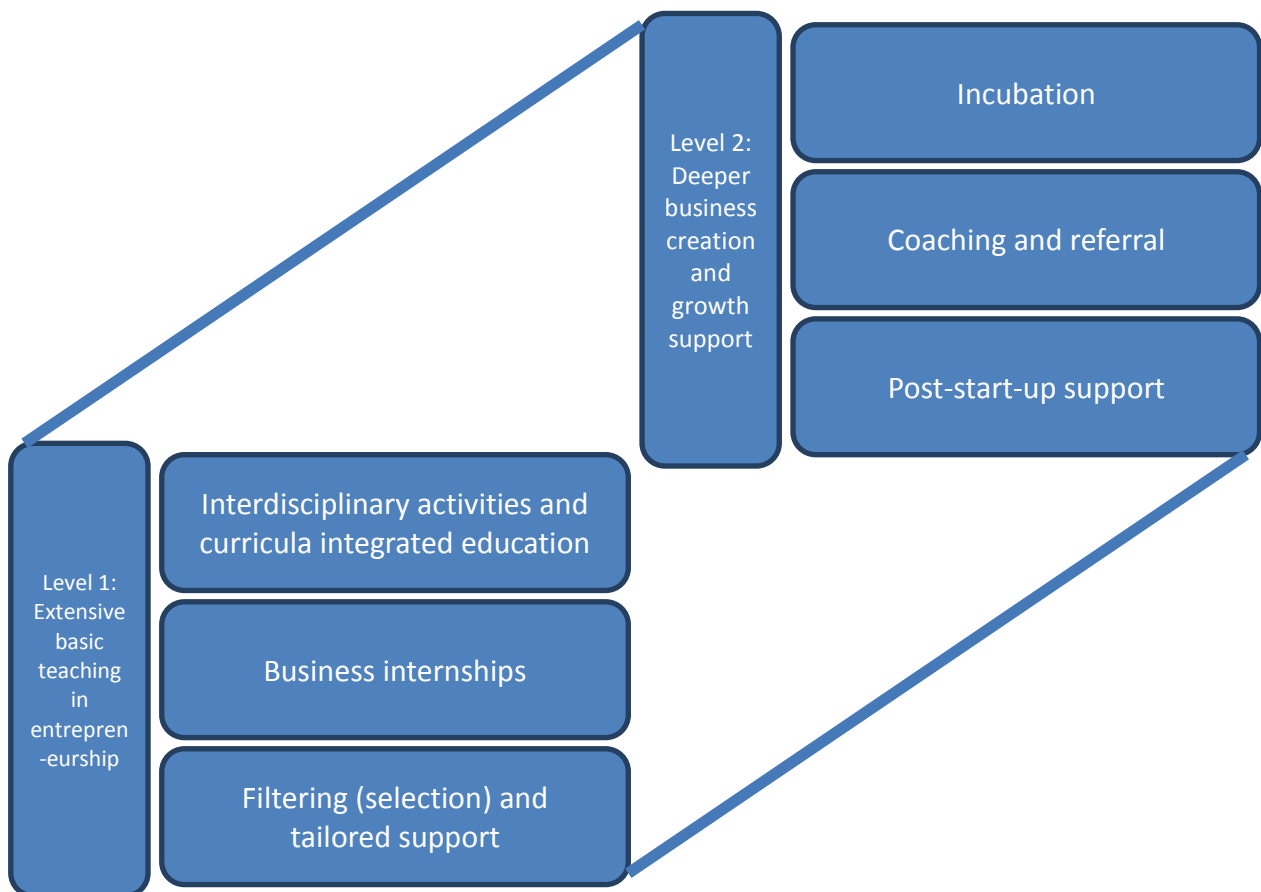 Level 2:
Deeper
business
creation
and
growth
support
Incubation
Coaching and referral
Post-start-up support
Level 1:
Extensive
basic
teaching
in
entrepren
-eurship
Interdisciplinary activities and
curricula integrated education
Business internships
Filtering (selection) and
tailored support